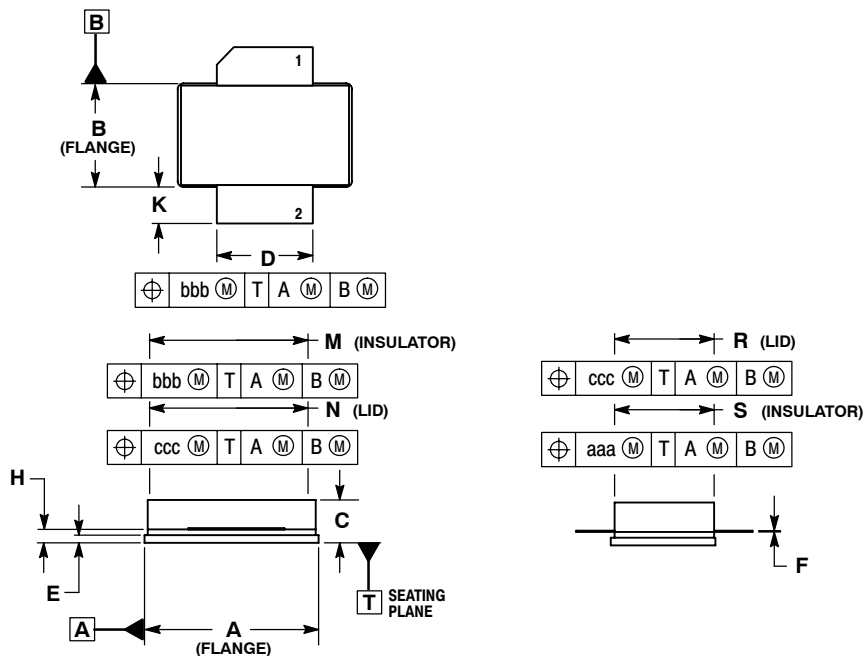 B
1
B
(FLANGE)
K
2
D
⌖ bbb Ⓜ T A Ⓜ B Ⓜ
M (INSULATOR)
⌖ bbb Ⓜ T A Ⓜ B Ⓜ
N (LID)
⌖ ccc Ⓜ T A Ⓜ B Ⓜ
H
C
E
T SEATING
PLANE
A
A
(FLANGE)
R (LID)
⌖ ccc Ⓜ T A Ⓜ B Ⓜ
S (INSULATOR)
⌖ aaa Ⓜ T A Ⓜ B Ⓜ
F